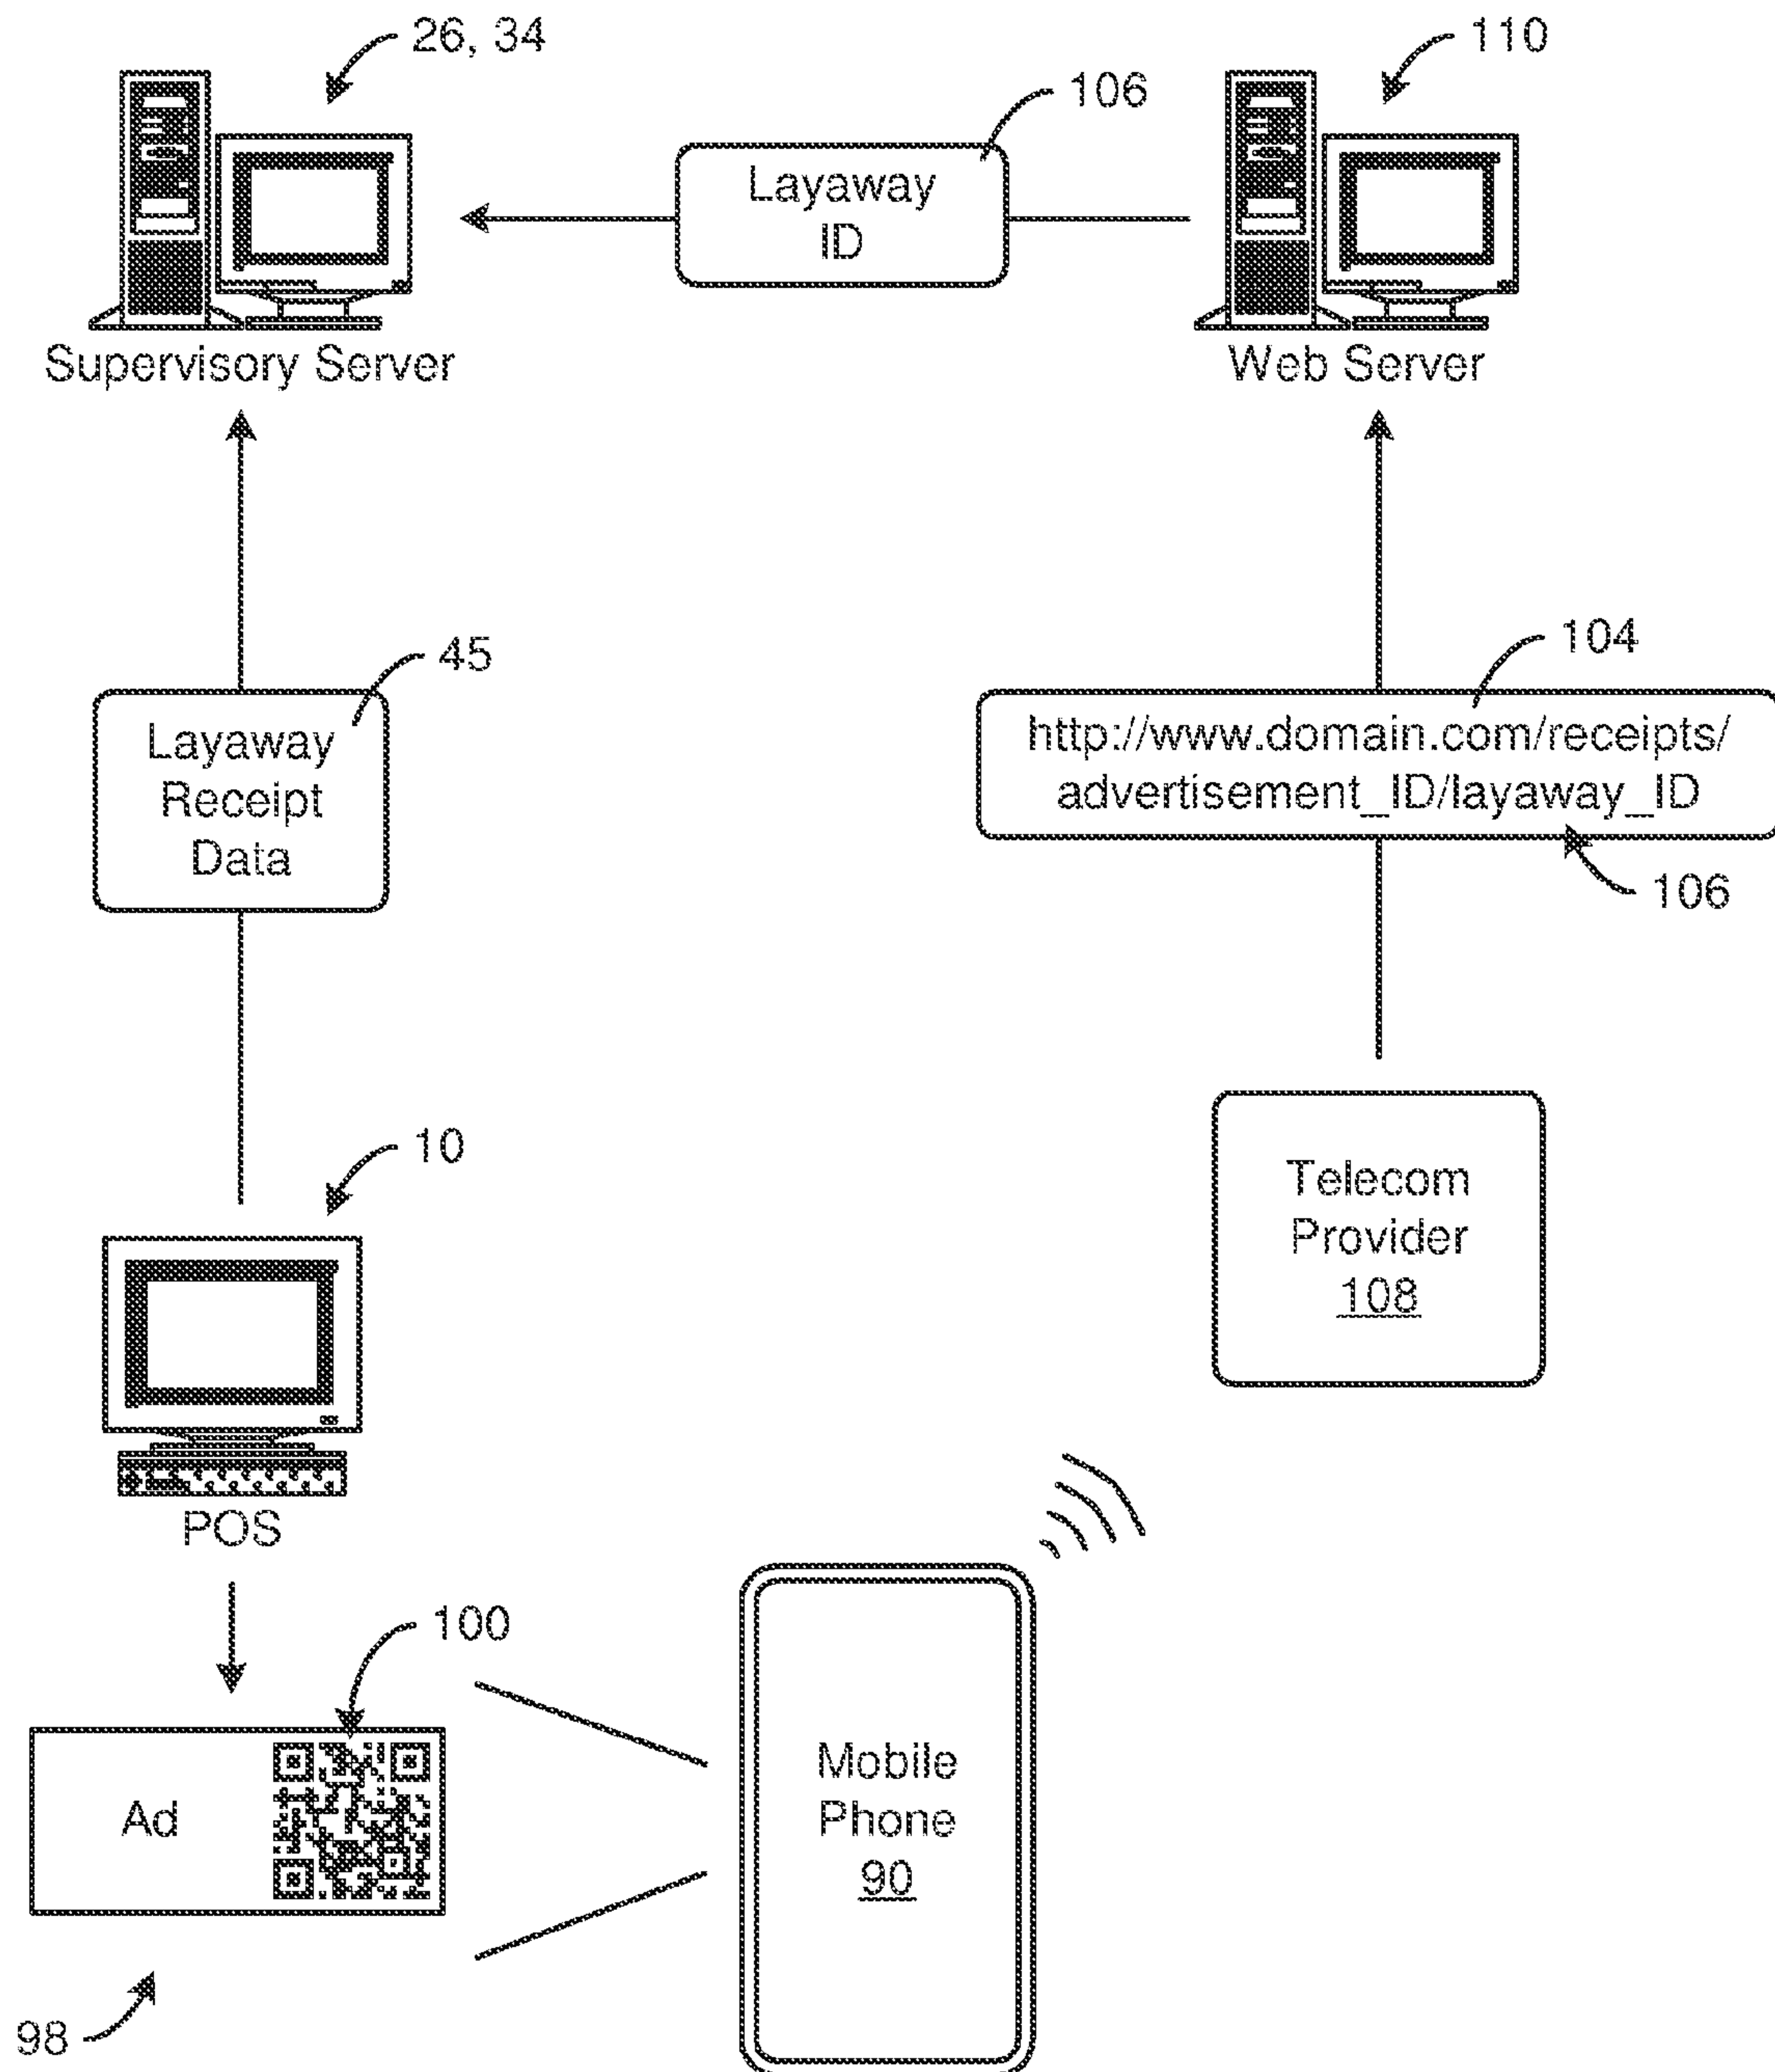 26, 34
110
106
Layaway
ID
Supervisory Server
Web Server
45
104
Layaway
Receipt
Data
http://www.domain.com/receipts/
advertisement_ID/layaway_ID
106
10
Telecom
Provider
108
POS
100
Ad
Mobile
Phone
90
98